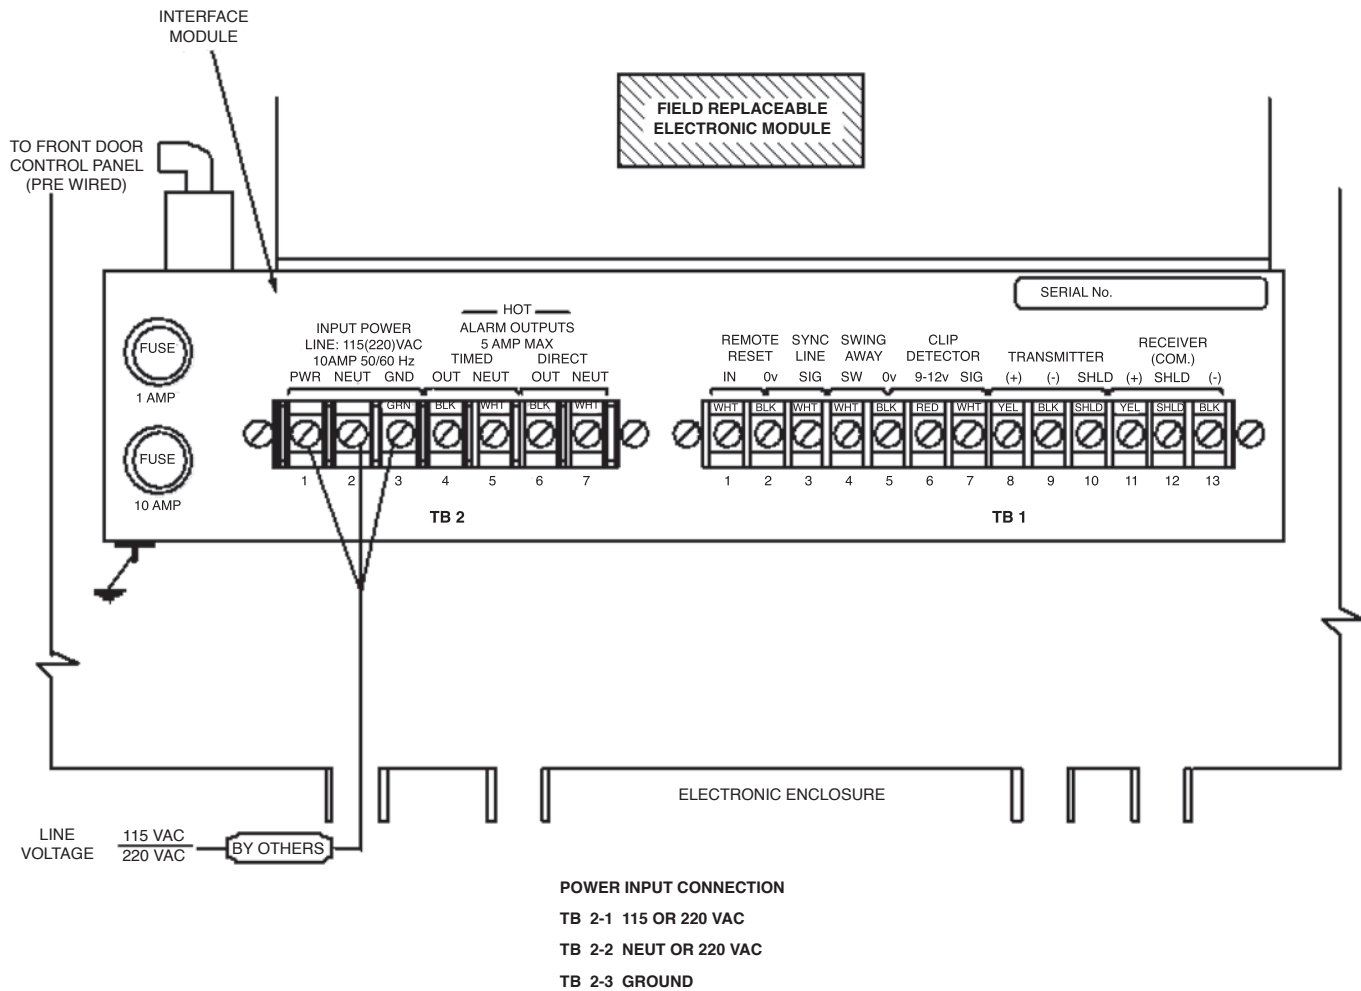 INTERFACE
MODULE
FIELD REPLACEABLE
ELECTRONIC MODULE
TO FRONT DOOR
CONTROL PANEL
(PRE WIRED)
SERIAL No.
FUSE
1 AMP
FUSE
10 AMP
INPUT POWER
LINE: 115(220)VAC
10AMP 50/60 Hz
PWR NEUT GND
HOT
ALARM OUTPUTS
5 AMP MAX
TIMED DIRECT
OUT NEUT OUT NEUT
GRN BLK WHT BLK WHT
1 2 3 4 5 6 7
TB 2
REMOTE
RESET
IN 0v
SYNC
LINE
SIG
SWING
AWAY
SW 0v
CLIP
DETECTOR
9-12v SIG
TRANSMITTER
(+) (-) SHLD
RECEIVER
(COM.)
(+) SHLD (-)
WHT BLK WHT WHT BLK RED WHT YEL BLK SHLD YEL SHLD BLK
1 2 3 4 5 6 7 8 9 10 11 12 13
TB 1
ELECTRONIC ENCLOSURE
LINE
VOLTAGE
115 VAC
220 VAC
BY OTHERS
POWER INPUT CONNECTION
TB 2-1 115 OR 220 VAC
TB 2-2 NEUT OR 220 VAC
TB 2-3 GROUND